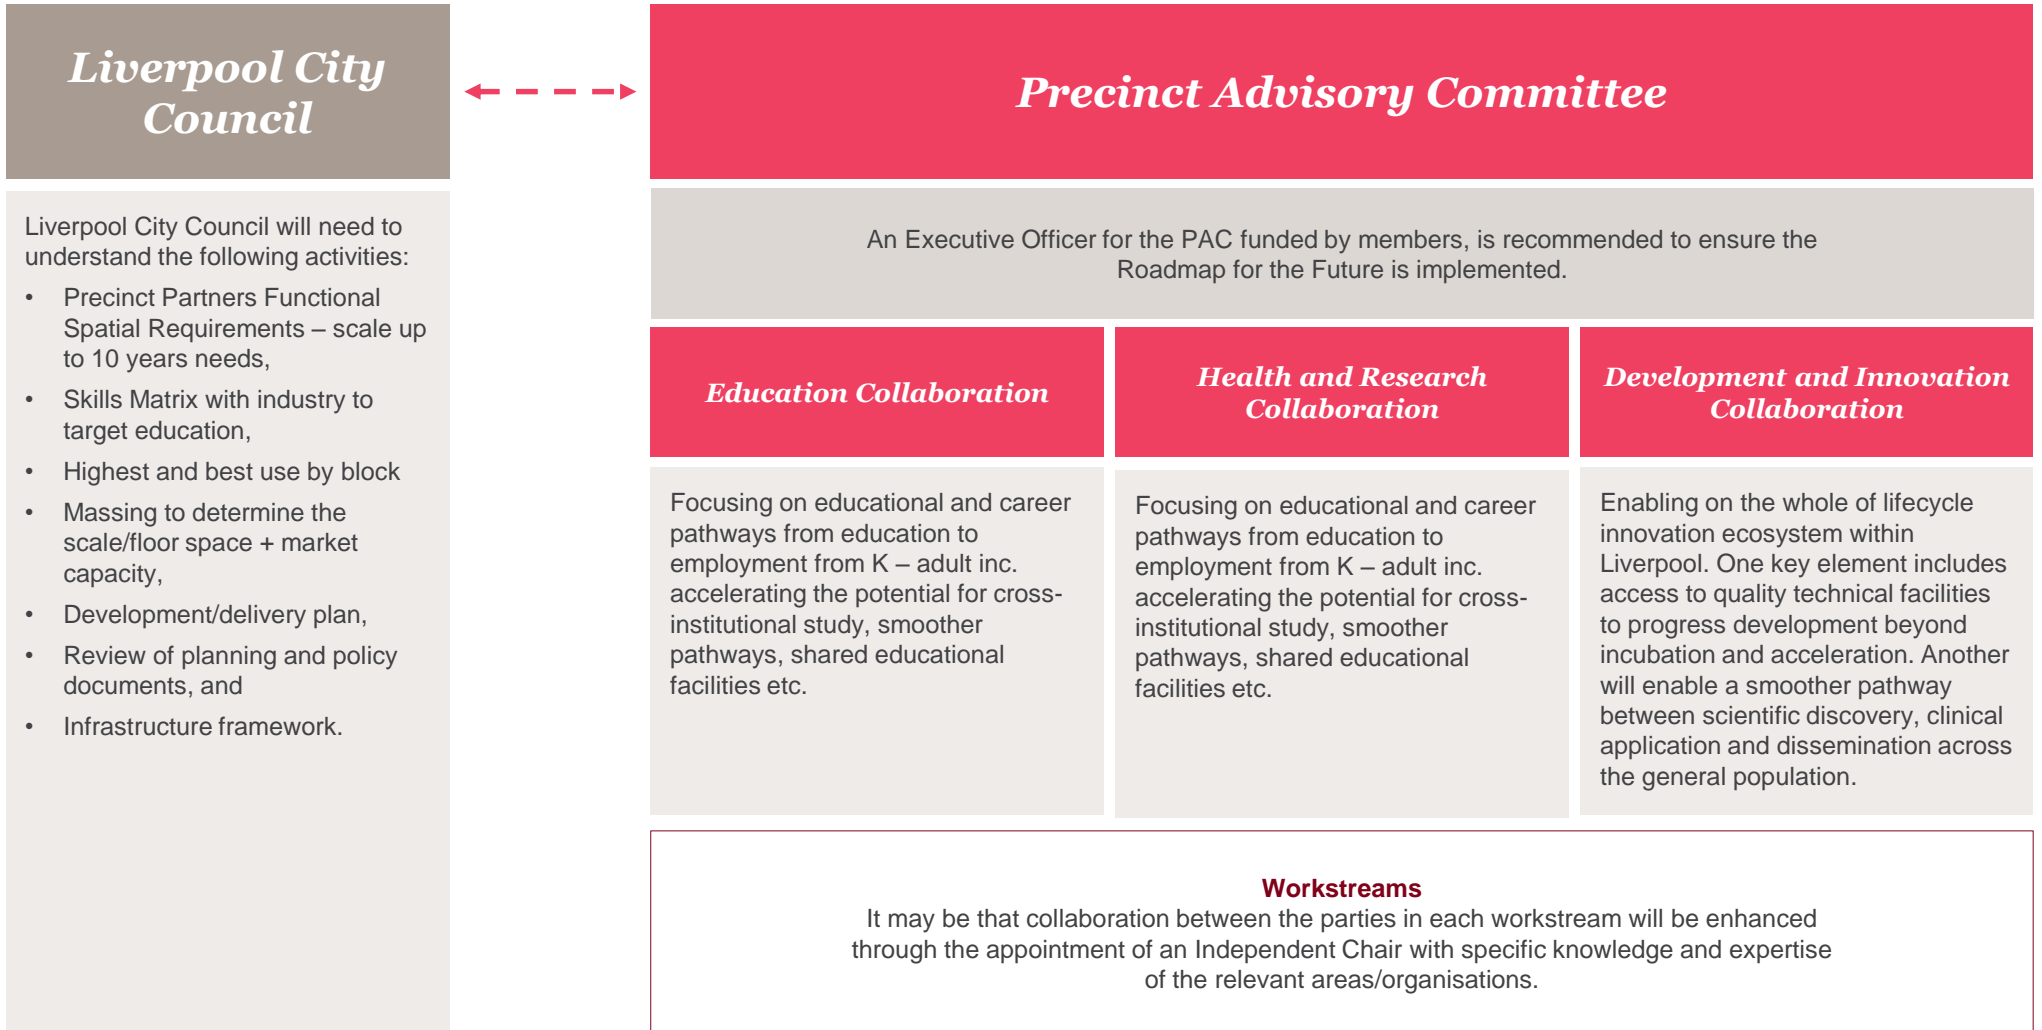 Liverpool City
Council
Liverpool City Council will need to
understand the following activities:
• Precinct Partners Functional
Spatial Requirements – scale up
to 10 years needs,
• Skills Matrix with industry to
target education,
• Highest and best use by block
• Massing to determine the
scale/floor space + market
capacity,
• Development/delivery plan,
• Review of planning and policy
documents, and
• Infrastructure framework.
Precinct Advisory Committee
An Executive Officer for the PAC funded by members, is recommended to ensure the
Roadmap for the Future is implemented.
Education Collaboration
Focusing on educational and career
pathways from education to
employment from K – adult inc.
accelerating the potential for cross-
institutional study, smoother
pathways, shared educational
facilities etc.
Health and Research
Collaboration
Focusing on educational and career
pathways from education to
employment from K – adult inc.
accelerating the potential for cross-
institutional study, smoother
pathways, shared educational
facilities etc.
Development and Innovation
Collaboration
Enabling on the whole of lifecycle
innovation ecosystem within
Liverpool. One key element includes
access to quality technical facilities
to progress development beyond
incubation and acceleration. Another
will enable a smoother pathway
between scientific discovery, clinical
application and dissemination across
the general population.
Workstreams
It may be that collaboration between the parties in each workstream will be enhanced
through the appointment of an Independent Chair with specific knowledge and expertise
of the relevant areas/organisations.